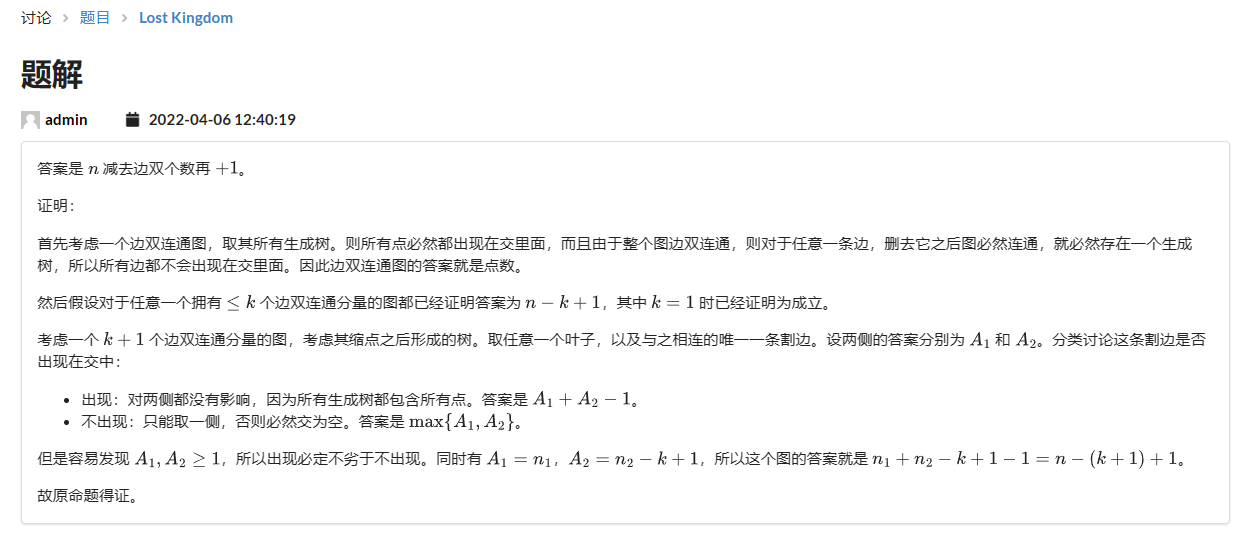 讨论 > 题目 > Lost Kingdom
题解
admin 2022-04-06 12:40:19
答案是 n 减去边双个数再 +1。
证明：
首先考虑一个边双连通图，取其所有生成树。则所有点必然都出现在交里面，而且由于整个图边双连通，则对于任意一条边，删去它之后图必然连通，就必然存在一个生成
树，所以所有边都不会出现在交里面。因此边双连通图的答案就是点数。
然后假设对于任意一个拥有 ≤ k 个边双连通分量的图都已经证明答案为 n − k + 1，其中 k = 1 时已经证明为成立。
考虑一个 k + 1 个边双连通分量的图，考虑其缩点之后形成的树。取任意一个叶子，以及与之相连的唯一一条割边。设两侧的答案分别为 A₁ 和 A₂。分类讨论这条割边是否
出现在交中：
• 出现：对两侧都没有影响，因为所有生成树都包含所有点。答案是 A₁ + A₂ − 1。
• 不出现：只能取一侧，否则必然交为空。答案是 max{A₁, A₂}。
但是容易发现 A₁, A₂ ≥ 1，所以出现必定不劣于不出现。同时有 A₁ = n₁，A₂ = n₂ − k + 1，所以这个图的答案就是 n₁ + n₂ − k + 1 − 1 = n − (k + 1) + 1。
故原命题得证。